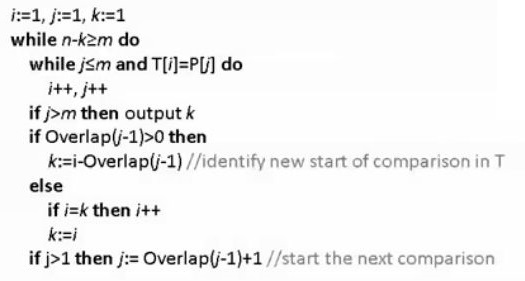 i:=1, j:=1, k:=1
while n-k≥m do
while j≤m and T[i]=P[j] do
i++, j++
if j>m then output k
if Overlap(j-1)>0 then
k:=i-Overlap(j-1) //identify new start of comparison in T
else
if i=k then i++
k:=i
if j>1 then j:= Overlap(j-1)+1 //start the next comparison